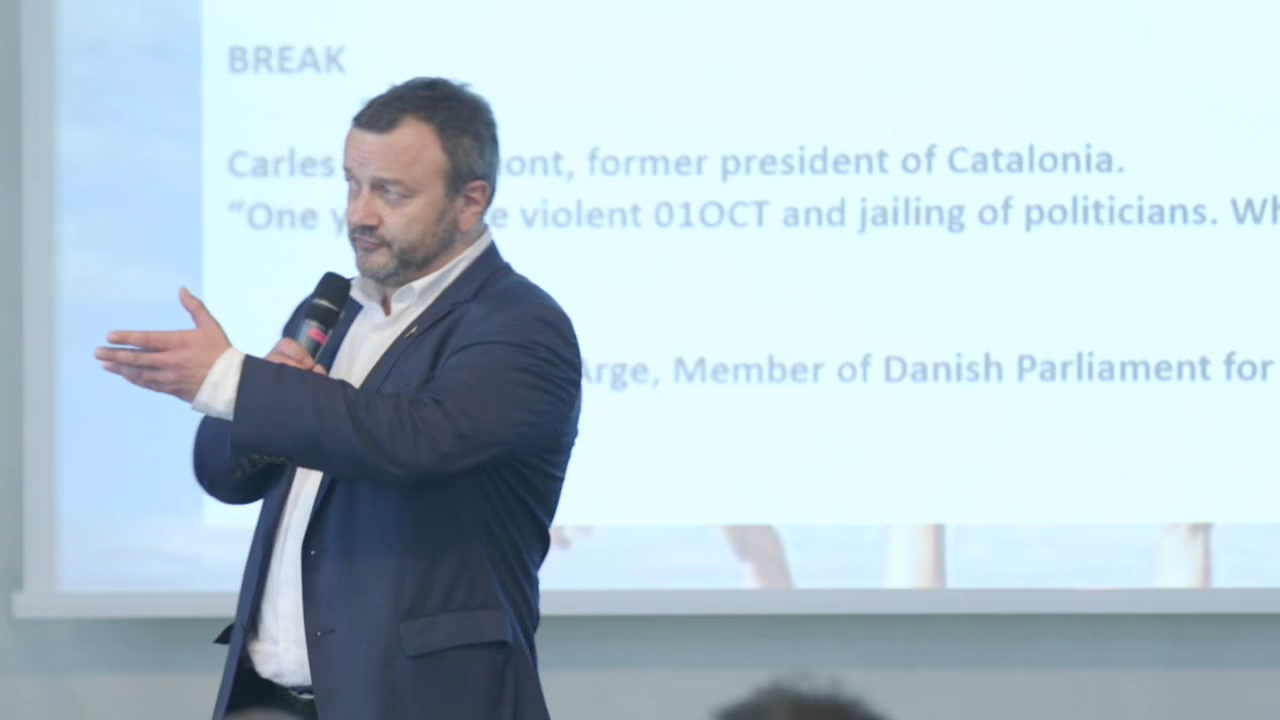 BREAK
Carles ont, former president of Catalonia.
“One y e violent 01OCT and jailing of politicians. Wh
Arge, Member of Danish Parliament for